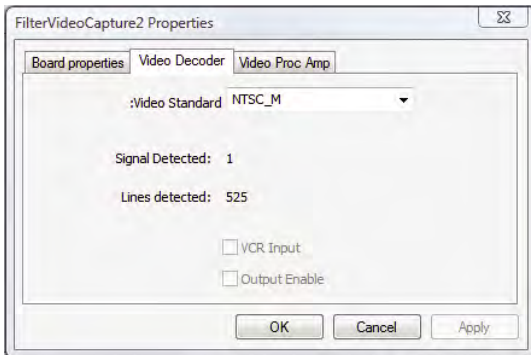 FilterVideoCapture2 Properties
Board properties Video Decoder Video Proc Amp
:Video Standard NTSC_M
Signal Detected: 1
Lines detected: 525
VCR Input
Output Enable
OK Cancel Apply